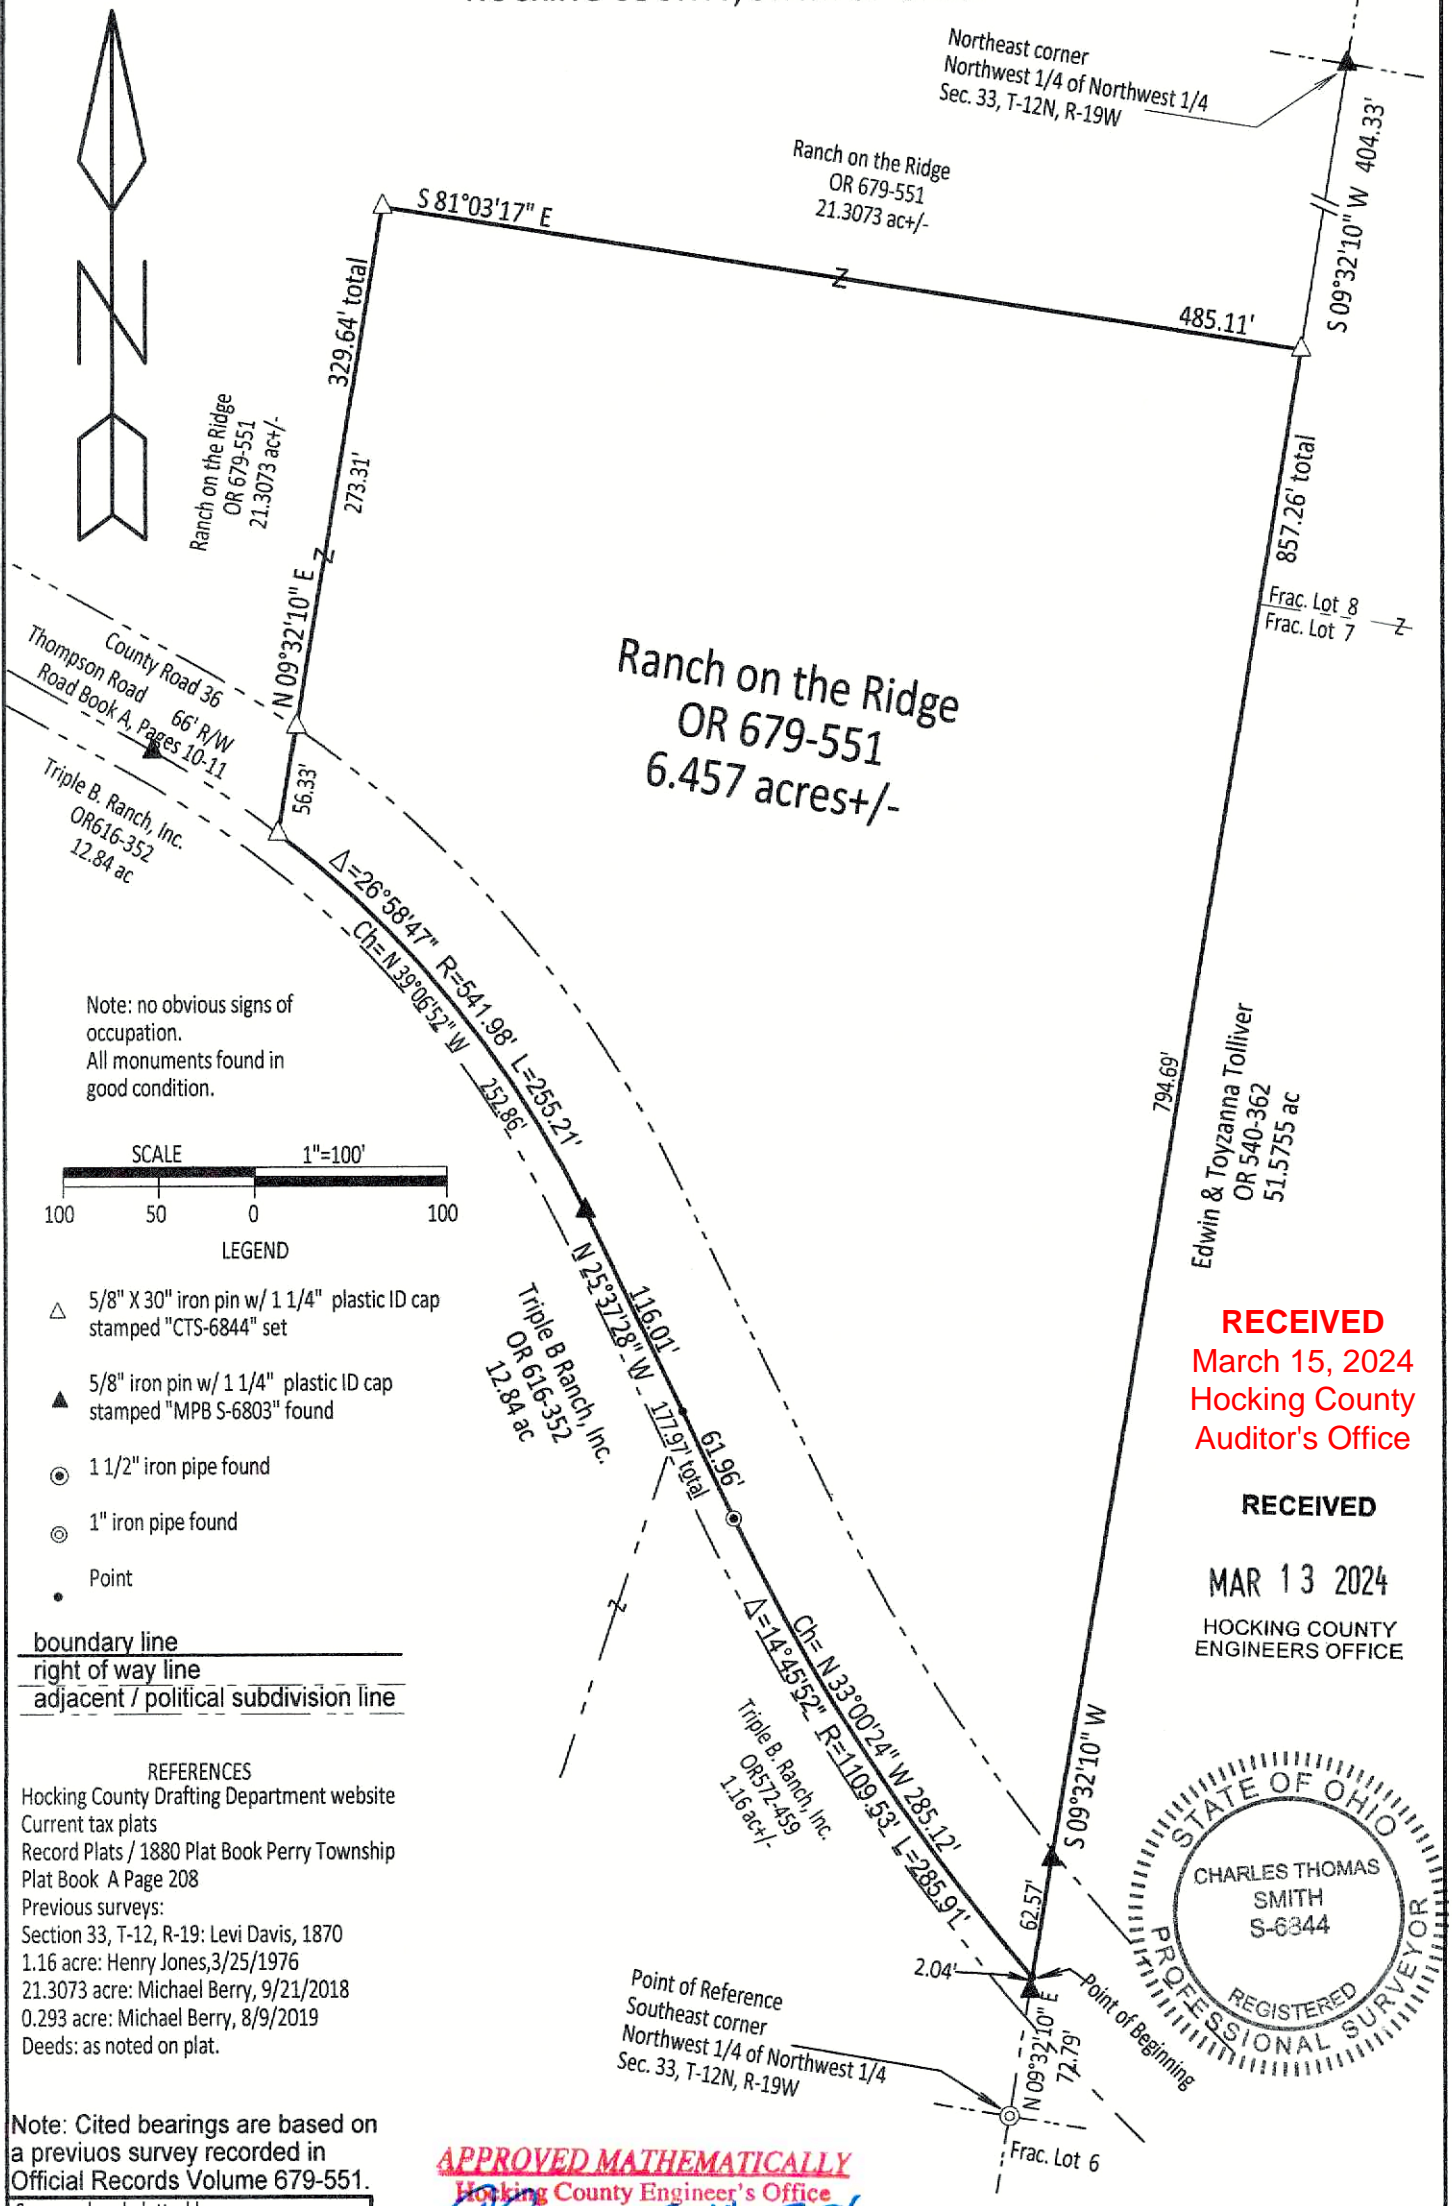 Northeast corner
Northwest 1/4 of Northwest 1/4
Sec. 33, T-12N, R-19W
S 09°32'10" W 404.33'
Ranch on the Ridge
OR 679-551
21.3073 ac+/-
S 81°03'17" E
485.11'
N
329.64' total
273.31'
N 09°32'10" E
Z
Z
Ranch on the Ridge
OR 679-551
21.3073 ac+/-
857.26' total
Frac. Lot 8
Frac. Lot 7
Z
County Road 36
Thompson Road 66' R/W
Road Book A, Pages 10-11
56.33'
Triple B. Ranch, Inc.
OR616-352
12.84 ac
Ranch on the Ridge
OR 679-551
6.457 acres+/-
Δ=26°58'47" R=541.98' L=255.21'
Ch= N 39°06'52" W 252.86'
Note: no obvious signs of
occupation.
All monuments found in
good condition.
794.69'
Edwin & Toyzanna Tolliver
OR 540-362
51.5755 ac
SCALE 1"=100'
100 50 0 100
LEGEND
5/8" X 30" iron pin w/ 1 1/4" plastic ID cap
stamped "CTS-6844" set
5/8" iron pin w/ 1 1/4" plastic ID cap
stamped "MPB S-6803" found
1 1/2" iron pipe found
1" iron pipe found
Point
boundary line
right of way line
adjacent / political subdivision line
N 25°37'28" W 177.97' total
116.01'
61.96'
Triple B Ranch, Inc.
OR 616-352
12.84 ac
Z
RECEIVED
March 15, 2024
Hocking County
Auditor's Office
RECEIVED
MAR 13 2024
HOCKING COUNTY
ENGINEERS OFFICE
Ch= N 33°00'24" W 285.12'
Δ=14°45'52" R=1109.53' L=285.91'
Triple B. Ranch, Inc.
OR572-459
1.16 ac+/-
S 09°32'10" W
62.57'
2.04'
Point of Beginning
N 09°32'10" E
72.79'
Point of Reference
Southeast corner
Northwest 1/4 of Northwest 1/4
Sec. 33, T-12N, R-19W
Frac. Lot 6
STATE OF OHIO
CHARLES THOMAS
SMITH
S-6844
REGISTERED
PROFESSIONAL SURVEYOR
REFERENCES
Hocking County Drafting Department website
Current tax plats
Record Plats / 1880 Plat Book Perry Township
Plat Book A Page 208
Previous surveys:
Section 33, T-12, R-19: Levi Davis, 1870
1.16 acre: Henry Jones,3/25/1976
21.3073 acre: Michael Berry, 9/21/2018
0.293 acre: Michael Berry, 8/9/2019
Deeds: as noted on plat.
Note: Cited bearings are based on
a previuos survey recorded in
Official Records Volume 679-551.
APPROVED MATHEMATICALLY
Hocking County Engineer's Office